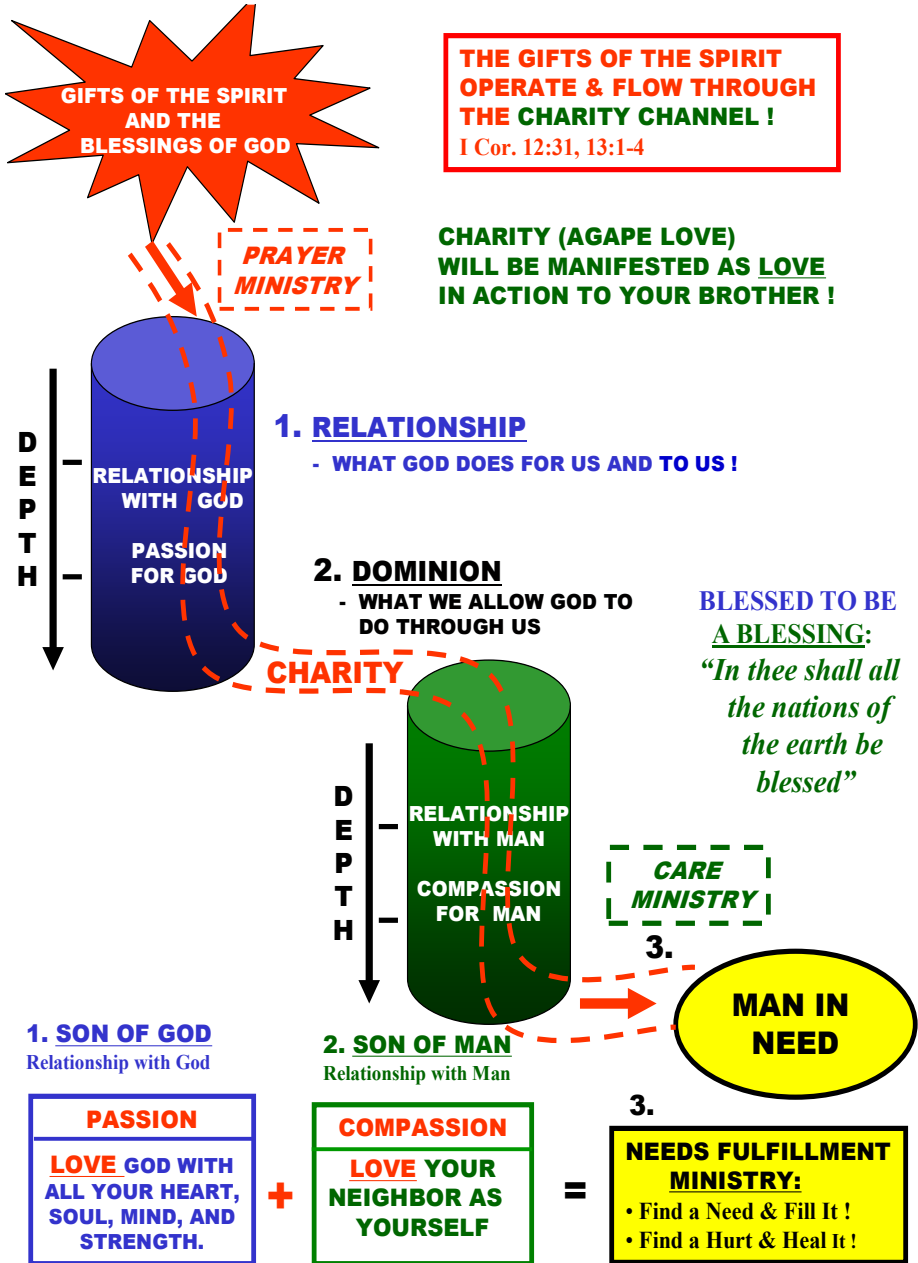 GIFTS OF THE SPIRIT
AND THE
BLESSINGS OF GOD
THE GIFTS OF THE SPIRIT
OPERATE & FLOW THROUGH
THE CHARITY CHANNEL !
I Cor. 12:31, 13:1-4
PRAYER
MINISTRY
CHARITY (AGAPE LOVE)
WILL BE MANIFESTED AS LOVE
IN ACTION TO YOUR BROTHER !
D
E
P
T
H
RELATIONSHIP
WITH GOD
PASSION
FOR GOD
1. RELATIONSHIP
- WHAT GOD DOES FOR US AND TO US !
2. DOMINION
- WHAT WE ALLOW GOD TO
DO THROUGH US
BLESSED TO BE
A BLESSING:
“In thee shall all
the nations of
the earth be
blessed”
CHARITY
D
E
P
T
H
RELATIONSHIP
WITH MAN
COMPASSION
FOR MAN
CARE
MINISTRY
3.
MAN IN
NEED
1. SON OF GOD
Relationship with God
2. SON OF MAN
Relationship with Man
PASSION
LOVE GOD WITH
ALL YOUR HEART,
SOUL, MIND, AND
STRENGTH.
+
COMPASSION
LOVE YOUR
NEIGHBOR AS
YOURSELF
=
3.
NEEDS FULFILLMENT
MINISTRY:
• Find a Need & Fill It !
• Find a Hurt & Heal It !